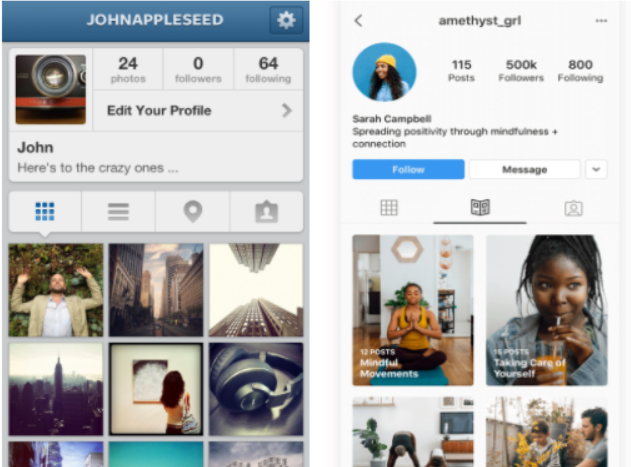 JOHNAPPLESEED
24
photos
0
followers
64
following
Edit Your Profile
John
Here's to the crazy ones ...
amethyst_grl
115
Posts
500k
Followers
800
Following
Sarah Campbell
Spreading positivity through mindfulness +
connection
Follow
Message
12 POSTS
Mindful
Movements
15 POSTS
Taking Care of
Yourself